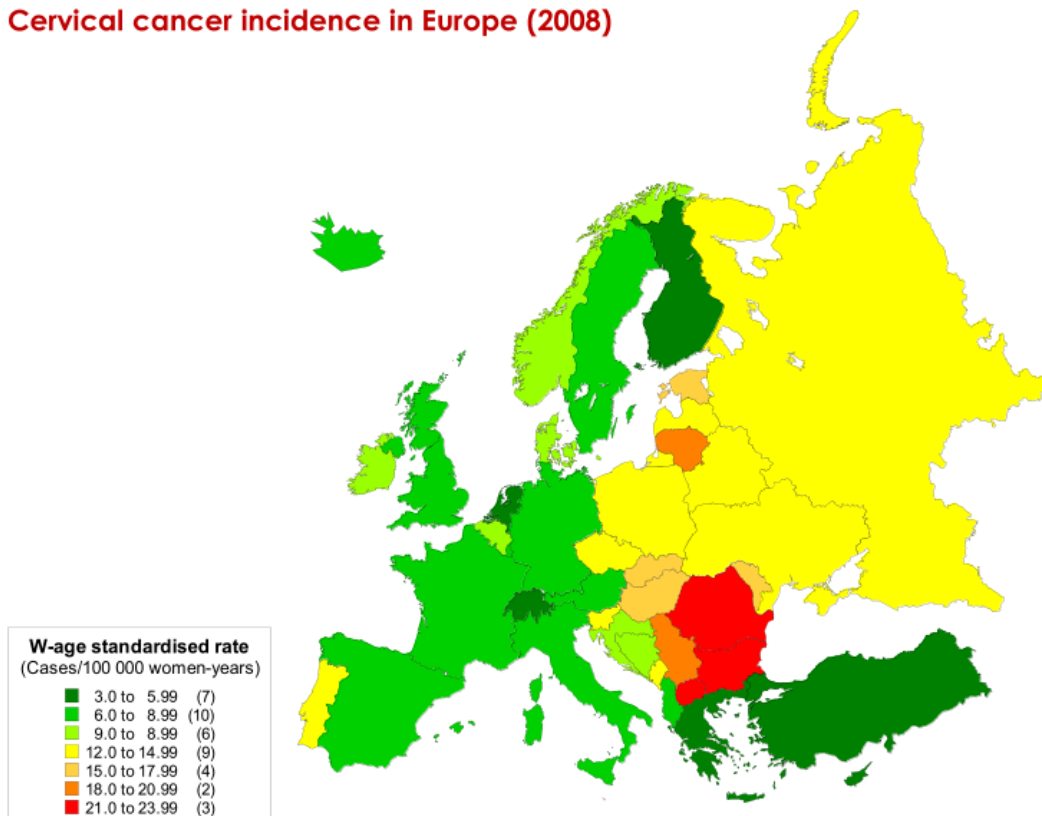 Cervical cancer incidence in Europe (2008)
W-age standardised rate
(Cases/100 000 women-years)
3.0 to 5.99 (7)
6.0 to 8.99 (10)
9.0 to 8.99 (6)
12.0 to 14.99 (9)
15.0 to 17.99 (4)
18.0 to 20.99 (2)
21.0 to 23.99 (3)